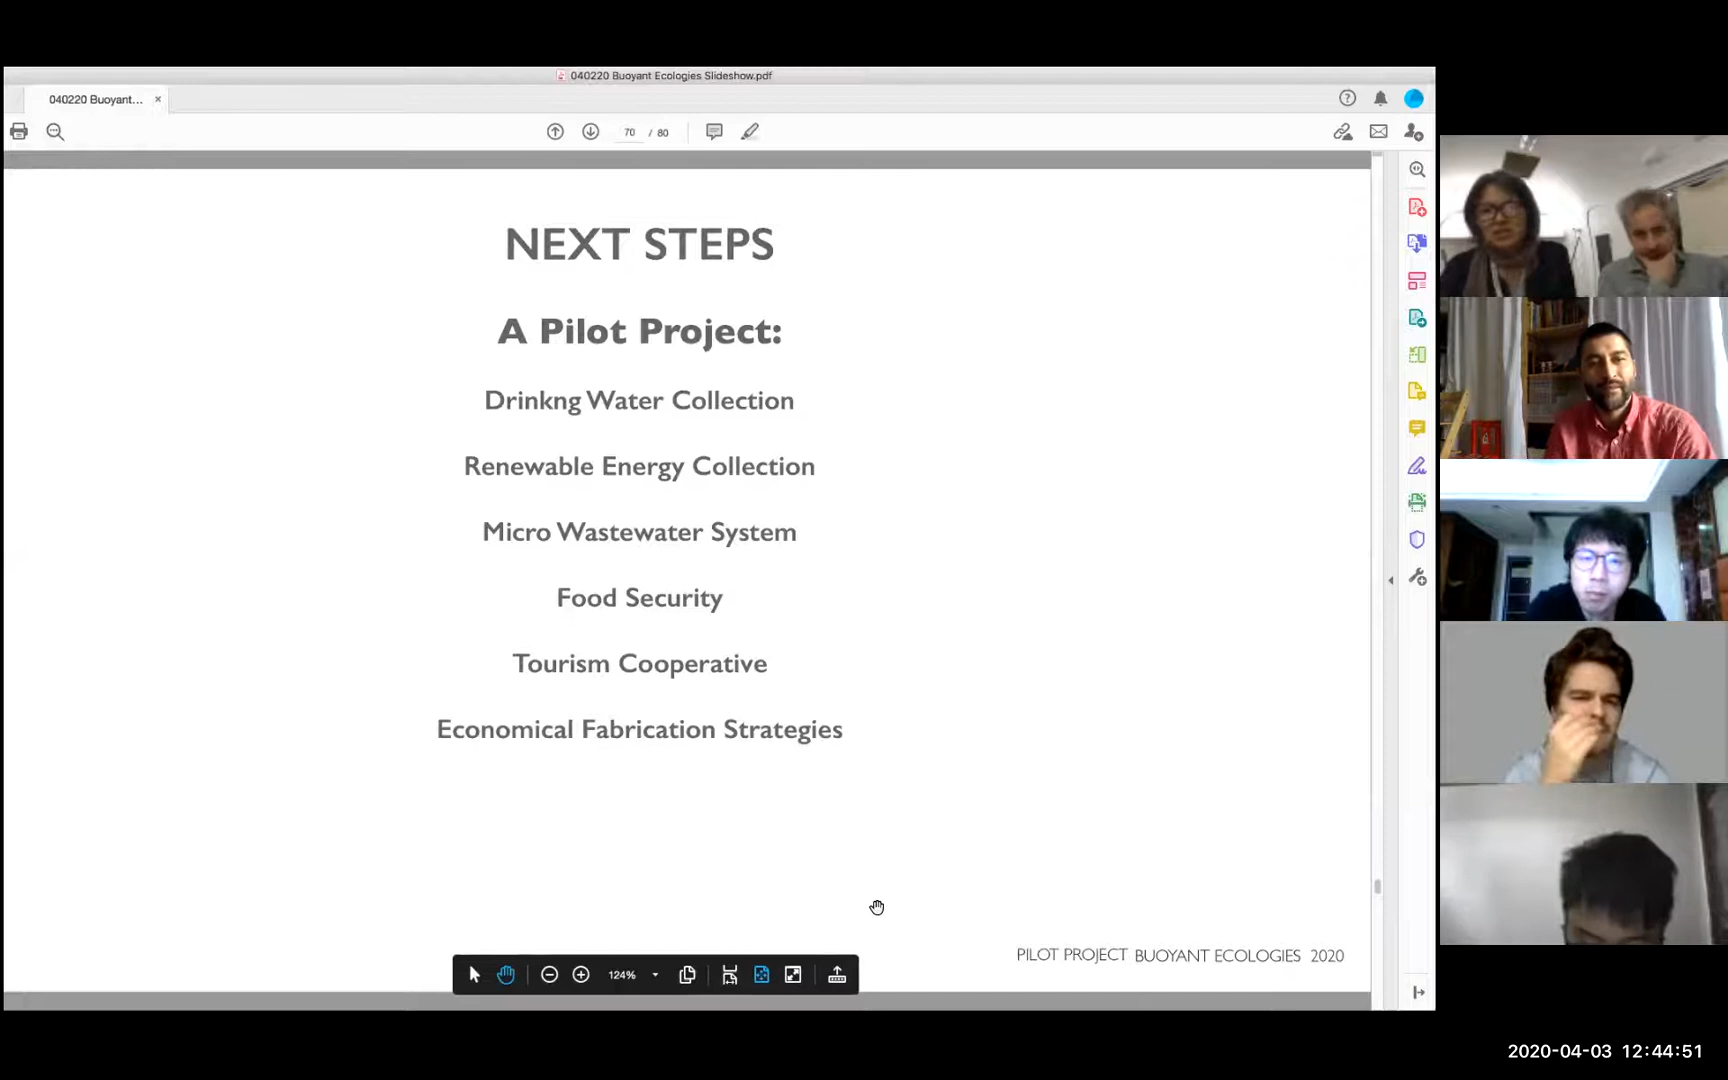 040220 Buoyant Ecologies Slideshow.pdf
040220 Buoyant...
70 / 80
NEXT STEPS
A Pilot Project:
Drinkng Water Collection
Renewable Energy Collection
Micro Wastewater System
Food Security
Tourism Cooperative
Economical Fabrication Strategies
PILOT PROJECT BUOYANT ECOLOGIES 2020
124%
2020-04-03 12:44:51